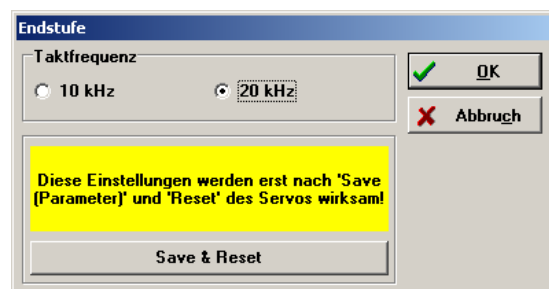 Endstufe
Taktfrequenz
10 kHz
20 kHz
OK
Abbruch
Diese Einstellungen werden erst nach 'Save
(Parameter)' und 'Reset' des Servos wirksam!
Save & Reset